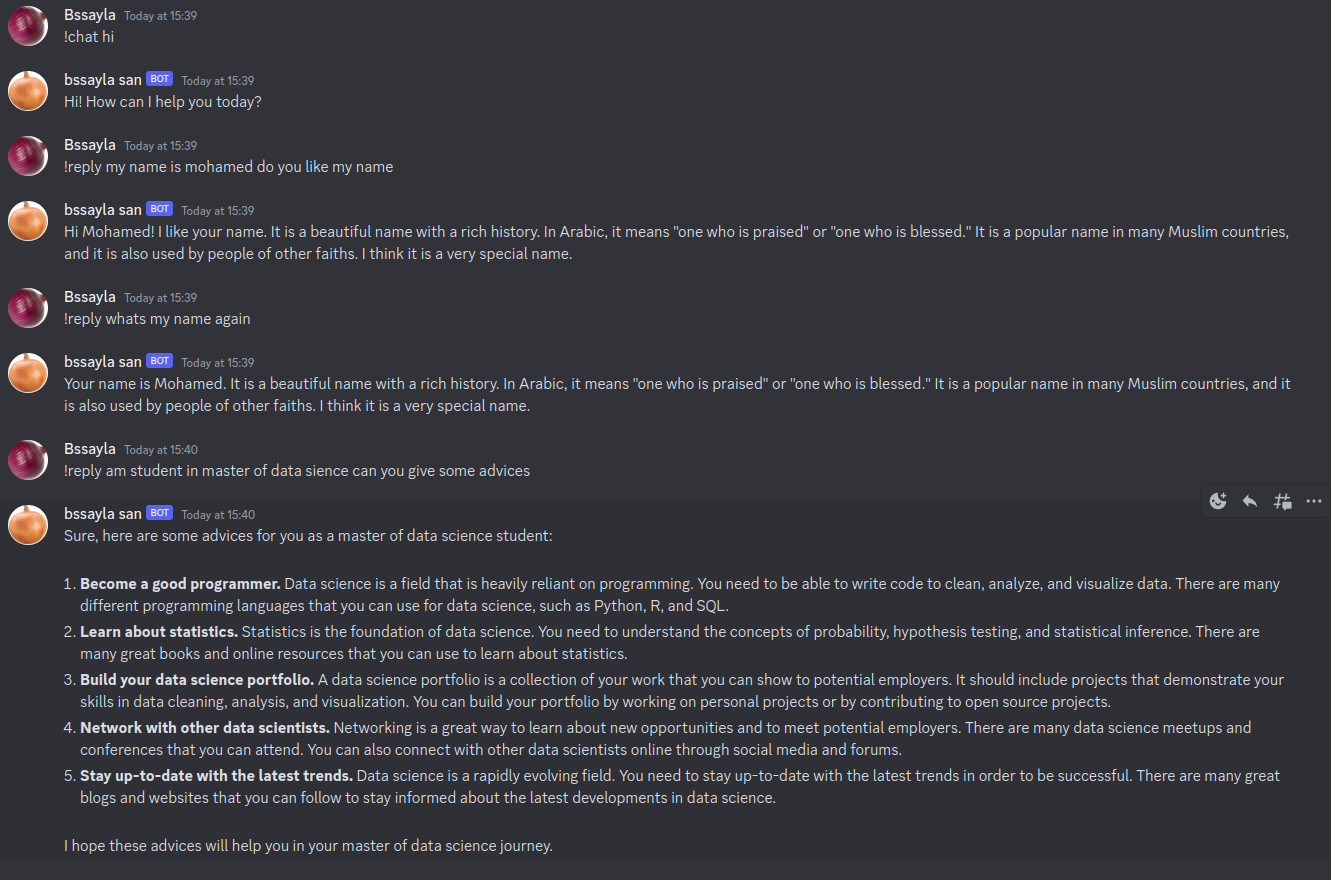 Bssayla Today at 15:39
!chat hi
bssayla san BOT Today at 15:39
Hi! How can I help you today?
Bssayla Today at 15:39
!reply my name is mohamed do you like my name
bssayla san BOT Today at 15:39
Hi Mohamed! I like your name. It is a beautiful name with a rich history. In Arabic, it means "one who is praised" or "one who is blessed." It is a popular name in many Muslim countries,
and it is also used by people of other faiths. I think it is a very special name.
Bssayla Today at 15:39
!reply whats my name again
bssayla san BOT Today at 15:39
Your name is Mohamed. It is a beautiful name with a rich history. In Arabic, it means "one who is praised" or "one who is blessed." It is a popular name in many Muslim countries, and it
is also used by people of other faiths. I think it is a very special name.
Bssayla Today at 15:40
!reply am student in master of data sience can you give some advices
bssayla san BOT Today at 15:40
Sure, here are some advices for you as a master of data science student:
1. Become a good programmer. Data science is a field that is heavily reliant on programming. You need to be able to write code to clean, analyze, and visualize data. There are many
different programming languages that you can use for data science, such as Python, R, and SQL.
2. Learn about statistics. Statistics is the foundation of data science. You need to understand the concepts of probability, hypothesis testing, and statistical inference. There are
many great books and online resources that you can use to learn about statistics.
3. Build your data science portfolio. A data science portfolio is a collection of your work that you can show to potential employers. It should include projects that demonstrate your
skills in data cleaning, analysis, and visualization. You can build your portfolio by working on personal projects or by contributing to open source projects.
4. Network with other data scientists. Networking is a great way to learn about new opportunities and to meet potential employers. There are many data science meetups and
conferences that you can attend. You can also connect with other data scientists online through social media and forums.
5. Stay up-to-date with the latest trends. Data science is a rapidly evolving field. You need to stay up-to-date with the latest trends in order to be successful. There are many great
blogs and websites that you can follow to stay informed about the latest developments in data science.
I hope these advices will help you in your master of data science journey.